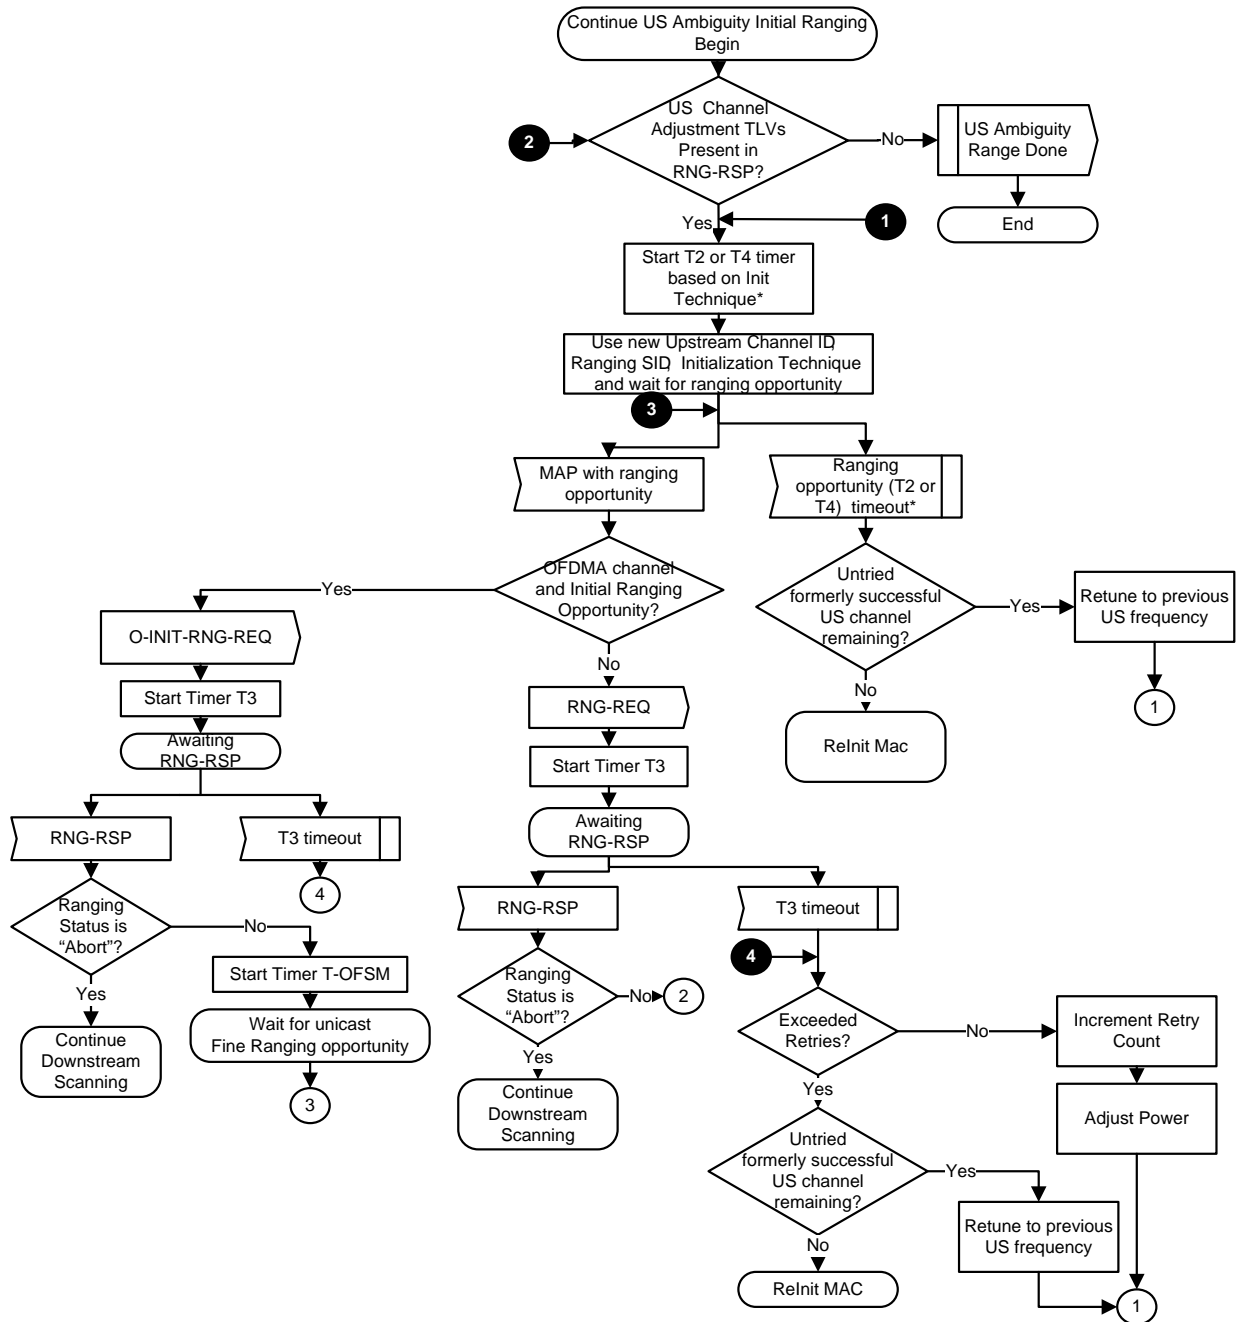 Continue US Ambiguity Initial Ranging
Begin
US Channel
Adjustment TLVs
Present in
RNG-RSP?
2
No
US Ambiguity
Range Done
End
Yes
1
Start T2 or T4 timer
based on Init
Technique*
Use new Upstream Channel ID,
Ranging SID, Initialization Technique
and wait for ranging opportunity
3
MAP with ranging
opportunity
Ranging
opportunity (T2 or
T4) timeout*
OFDMA channel
and Initial Ranging
Opportunity?
Yes
No
Untried
formerly successful
US channel
remaining?
Yes
Retune to previous
US frequency
1
No
ReInit Mac
O-INIT-RNG-REQ
Start Timer T3
Awaiting
RNG-RSP
RNG-RSP
T3 timeout
4
Ranging
Status is
“Abort”?
No
Start Timer T-OFSM
Wait for unicast
Fine Ranging opportunity
3
Yes
Continue
Downstream
Scanning
RNG-REQ
Start Timer T3
Awaiting
RNG-RSP
RNG-RSP
T3 timeout
4
Ranging
Status is
“Abort”?
No
2
Yes
Continue
Downstream
Scanning
Exceeded
Retries?
No
Increment Retry
Count
Adjust Power
Yes
Untried
formerly successful
US channel
remaining?
Yes
Retune to previous
US frequency
No
ReInit MAC
1